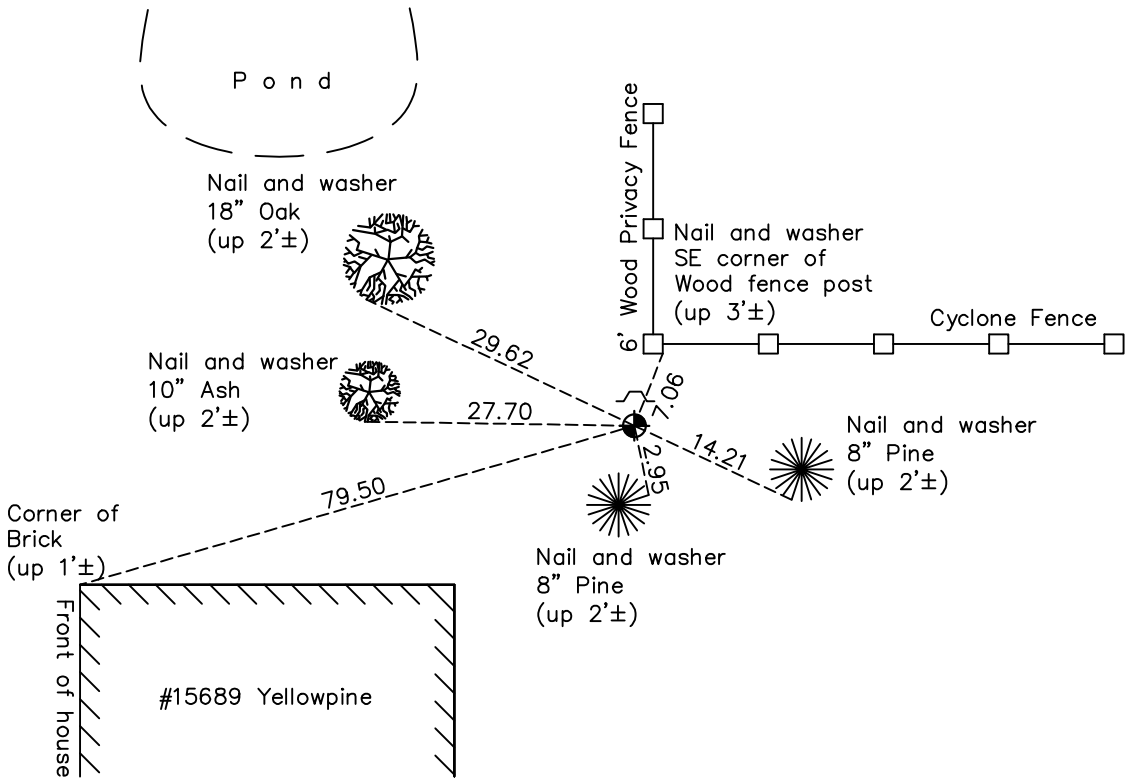 P o n d
Nail and washer
18" Oak
(up 2'±)
6' Wood Privacy Fence
Nail and washer
SE corner of
Wood fence post
(up 3'±)
Cyclone Fence
29.62
Nail and washer
10" Ash
(up 2'±)
27.70
7.06
14.21
2.95
Nail and washer
8" Pine
(up 2'±)
79.50
Corner of
Brick
(up 1'±)
Nail and washer
8" Pine
(up 2'±)
Front of house
#15689 Yellowpine